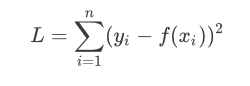 L = \sum_{i=1}^{n} (y_i - f(x_i))^2